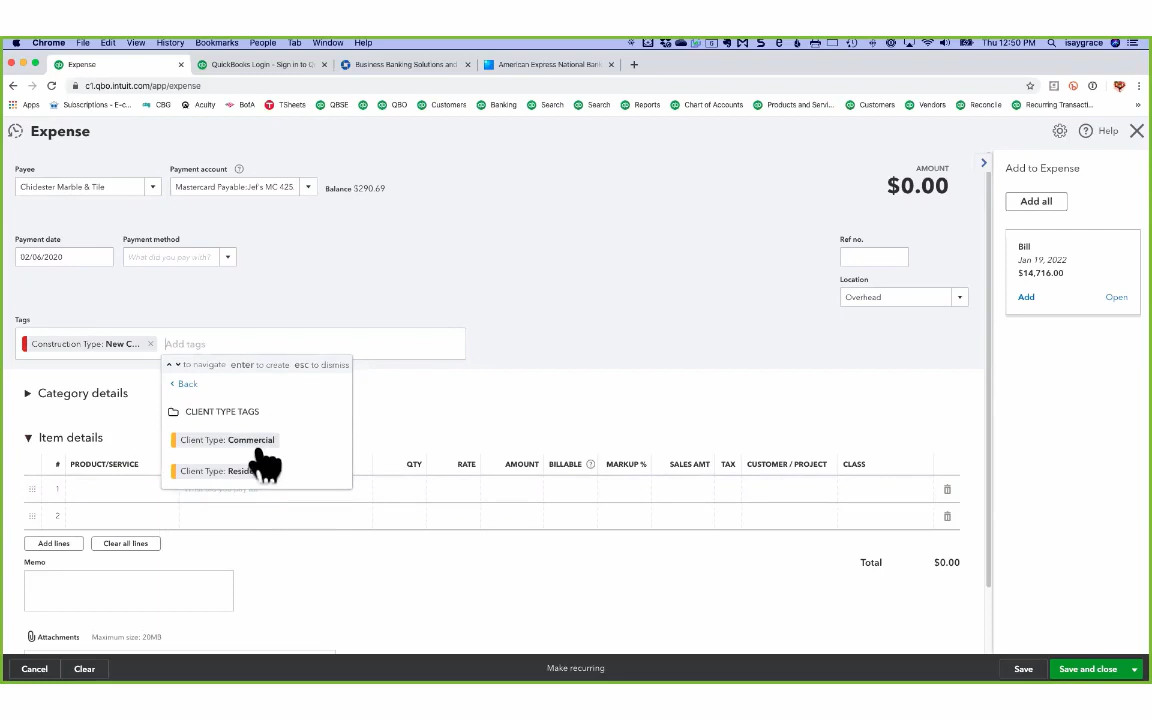 Chrome File Edit View History Bookmarks People Tab Window Help Thu 12:50 PM isaygrace
Expense QuickBooks Login - Sign in to Q Business Banking Solutions and American Express National Ban
c1.qbo.intuit.com/app/expense
Apps Subscriptions - E-c... CBG Acuity BofA TSheets QBSE QBO Customers Banking Search Search Reports Chart of Accounts Products and Servi... Customers Vendors Reconcile Recurring Transacti... »
Expense Help
Payee Payment account AMOUNT Add to Expense
Chidester Marble & Tile Mastercard Payable:Jef's MC 425 Balance $290.69 $0.00 Add all
Payment date Payment method Ref no. Bill
02/06/2020 What did you pay with? Jan 19, 2022
$14,716.00
Location
Overhead Add Open
Tags
Construction Type: New C... Add tags
to navigate enter to create esc to dismiss
Back
Category details
CLIENT TYPE TAGS
Client Type: Commercial
Item details
# PRODUCT/SERVICE QTY RATE AMOUNT BILLABLE MARKUP % SALES AMT TAX CUSTOMER / PROJECT CLASS
Client Type:
1
2
Add lines Clear all lines
Memo Total $0.00
Attachments Maximum size: 20MB
Cancel Clear Make recurring Save Save and close